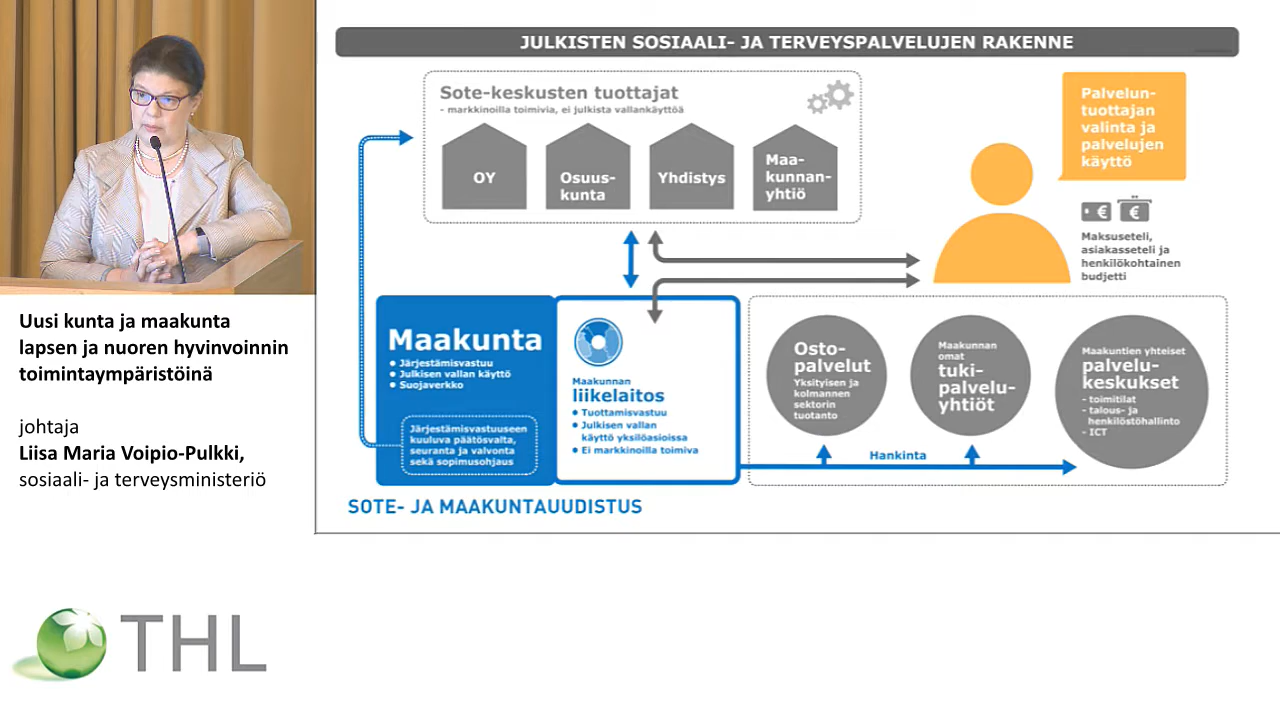 JULKISTEN SOSIAALI- JA TERVEYSPALVELUJEN RAKENNE
Sote-keskusten tuottajat
- markkinoilla toimivia, ei julkista vallankäyttöä
OY
Osuus-
kunta
Yhdistys
Maa-
kunnan-
yhtiö
Palvelun-
tuottajan
valinta ja
palvelujen
käyttö
€ €
Maksuseteli,
asiakasseteli ja
henkilökohtainen
budjetti
Maakunta
● Järjestämisvastuu
● Julkisen vallan käyttö
● Suojaverkko
Järjestämisvastuuseen
kuuluva päätösvalta,
seuranta ja valvonta
sekä sopimusohjaus
Maakunnan
liikelaitos
● Tuottamisvastuu
● Julkisen vallan
käyttö yksilöasioissa
● Ei markkinoilla toimiva
Osto-
palvelut
Yksityisen ja
kolmannen
sektorin
tuotanto
Maakunnan
omat
tuki-
palvelu-
yhtiöt
Maakuntien yhteiset
palvelu-
keskukset
- toimitilat
- talous- ja
henkilöstöhallinto
- ICT
Hankinta
SOTE- JA MAAKUNTAUUDISTUS
Uusi kunta ja maakunta
lapsen ja nuoren hyvinvoinnin
toimintaympäristöinä
johtaja
Liisa Maria Voipio-Pulkki,
sosiaali- ja terveysministeriö
THL